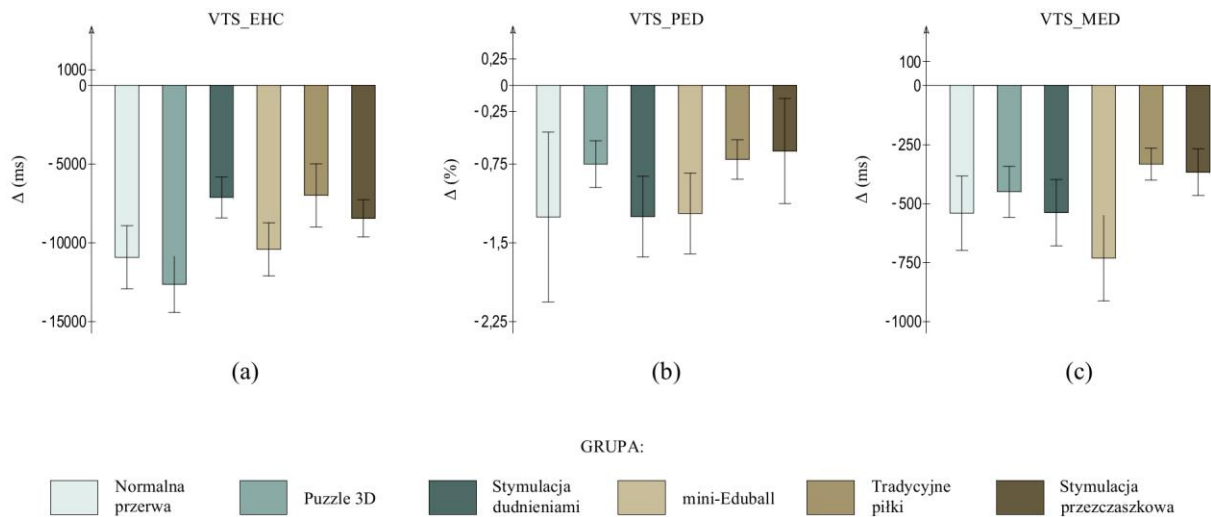 VTS_EHC
1000
0
-5000
-10000
-15000
Δ (ms)
(a)
VTS_PED
0,25
0
-0,25
-0,75
-1,5
-2,25
Δ (%)
(b)
VTS_MED
100
0
-250
-500
-750
-1000
Δ (ms)
(c)
GRUPA:
Normalna
przerwa
Puzzle 3D
Stymulacja
dudnieniami
mini-Eduball
Tradycyjne
piłki
Stymulacja
przezczaszkowa